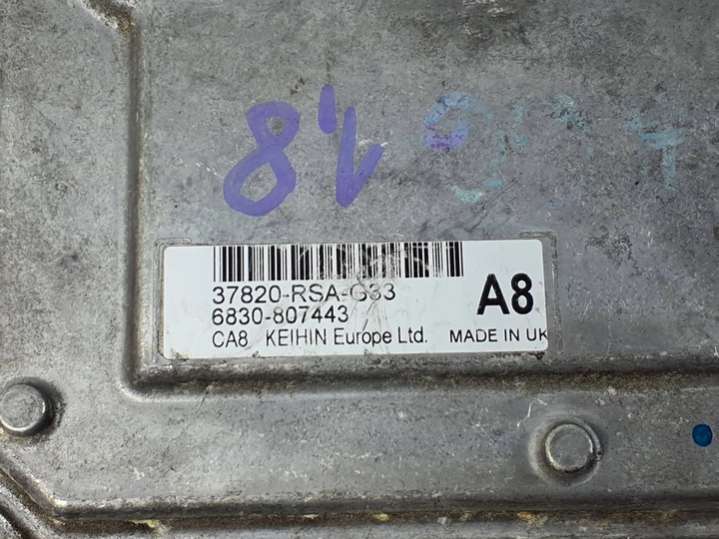 8 1,
37820-RSA-G33
6830-807443
A8
CA8 KEIHIN Europe Ltd. MADE IN UK